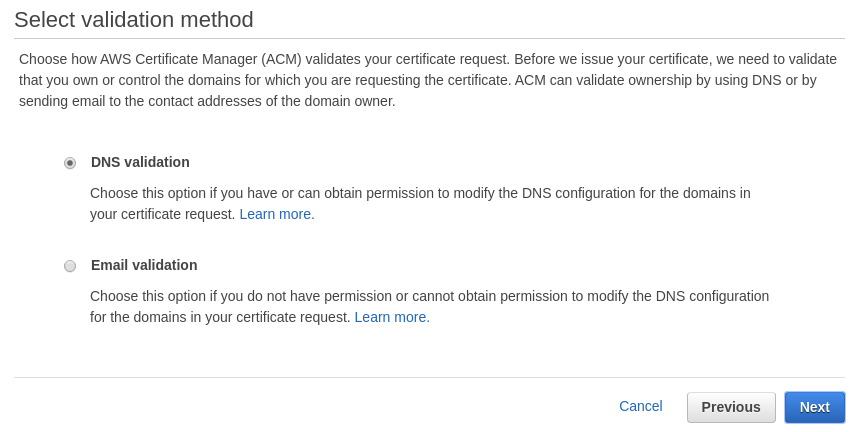 Select validation method
Choose how AWS Certificate Manager (ACM) validates your certificate request. Before we issue your certificate, we need to validate
that you own or control the domains for which you are requesting the certificate. ACM can validate ownership by using DNS or by
sending email to the contact addresses of the domain owner.
DNS validation
Choose this option if you have or can obtain permission to modify the DNS configuration for the domains in
your certificate request. Learn more.
Email validation
Choose this option if you do not have permission or cannot obtain permission to modify the DNS configuration
for the domains in your certificate request. Learn more.
Cancel Previous Next